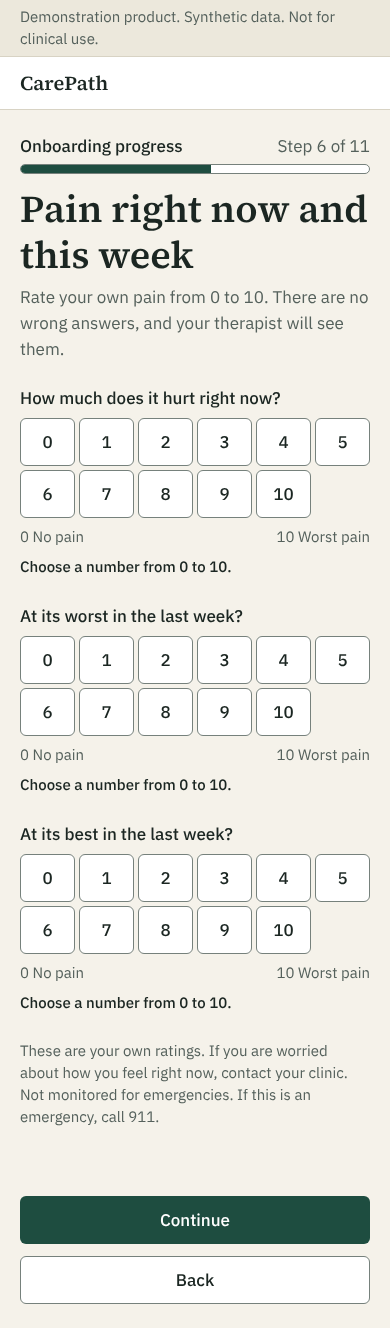 Demonstration product. Synthetic data. Not for
clinical use.
CarePath
Onboarding progress Step 6 of 11
Pain right now and
this week
Rate your own pain from 0 to 10. There are no
wrong answers, and your therapist will see
them.
How much does it hurt right now?
0 1 2 3 4 5
6 7 8 9 10
0 No pain 10 Worst pain
Choose a number from 0 to 10.
At its worst in the last week?
0 1 2 3 4 5
6 7 8 9 10
0 No pain 10 Worst pain
Choose a number from 0 to 10.
At its best in the last week?
0 1 2 3 4 5
6 7 8 9 10
0 No pain 10 Worst pain
Choose a number from 0 to 10.
These are your own ratings. If you are worried
about how you feel right now, contact your clinic.
Not monitored for emergencies. If this is an
emergency, call 911.
Continue
Back